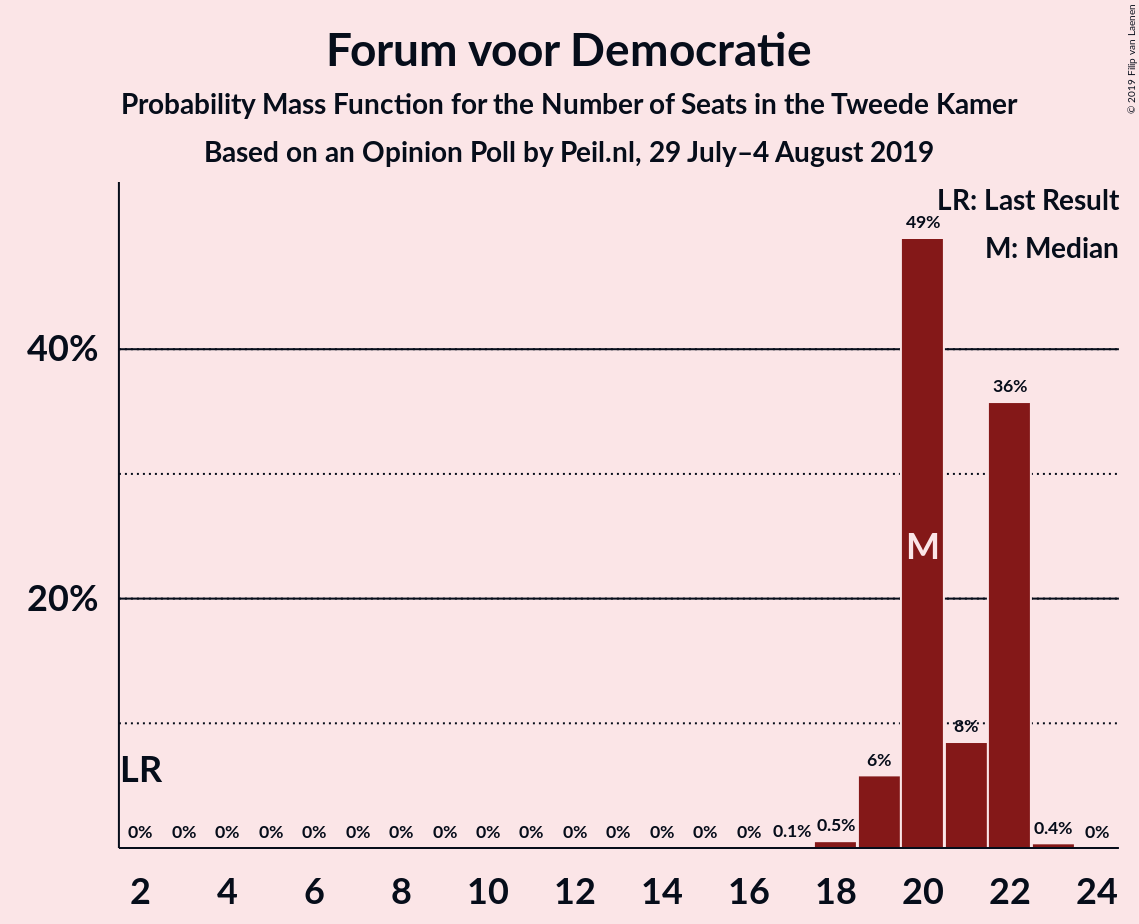 Forum voor Democratie
Probability Mass Function for the Number of Seats in the Tweede Kamer
Based on an Opinion Poll by Peil.nl, 29 July–4 August 2019
© 2019 Filip van Laenen
LR: Last Result
M: Median
49%
40%
36%
M
20%
8%
6%
LR
0% 0% 0% 0% 0% 0% 0% 0% 0% 0% 0% 0% 0% 0% 0% 0.1% 0.5% 0.4% 0%
2 4 6 8 10 12 14 16 18 20 22 24